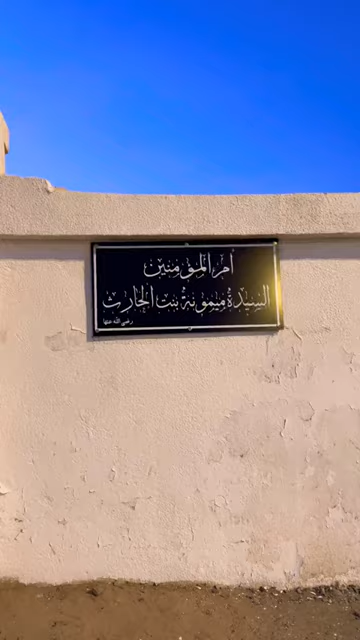 أم المؤمنين
السيدة ميمونة بنت الحارث
رضي الله عنها